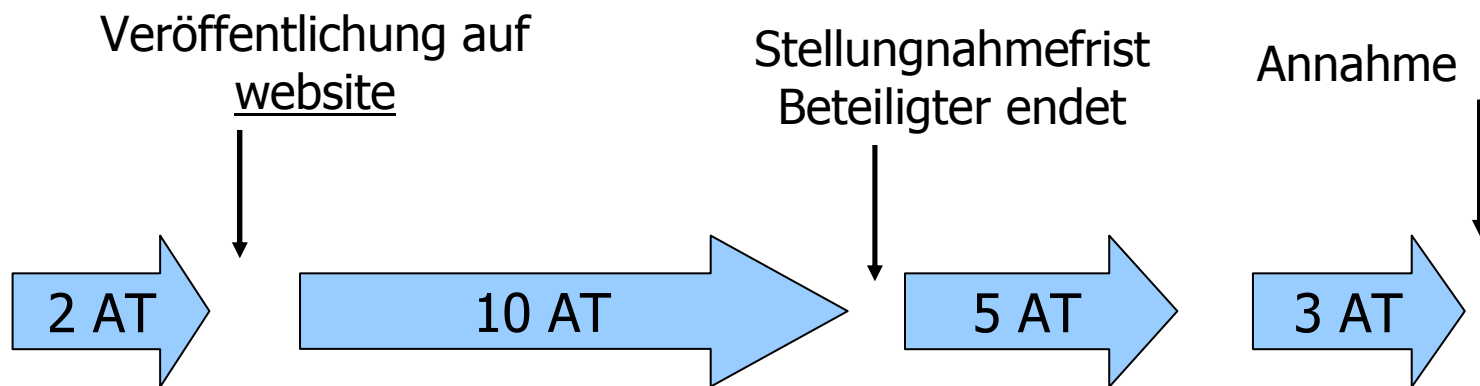 Veröffentlichung auf
website
Stellungnahmefrist
Beteiligter endet
Annahme
2 AT
10 AT
5 AT
3 AT